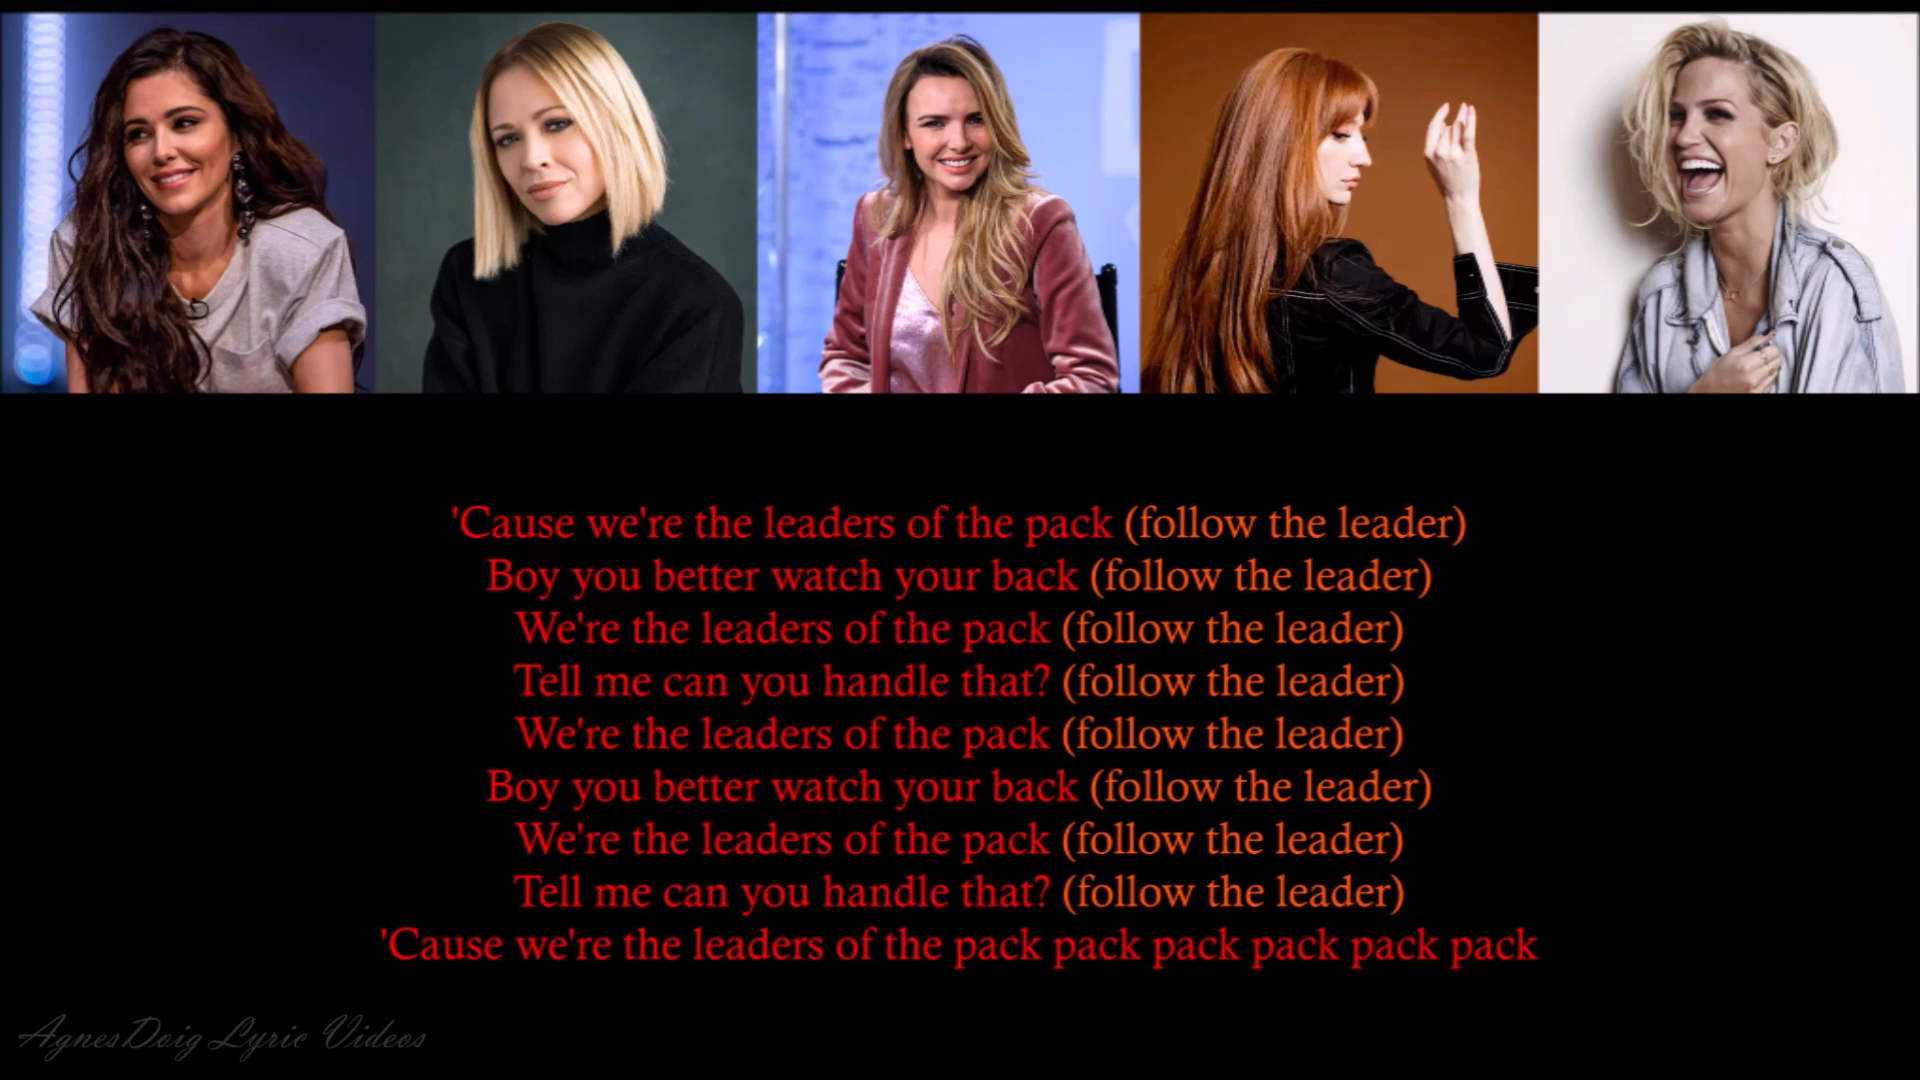 'Cause we're the leaders of the pack (follow the leader)
Boy you better watch your back (follow the leader)
We're the leaders of the pack (follow the leader)
Tell me can you handle that? (follow the leader)
We're the leaders of the pack (follow the leader)
Boy you better watch your back (follow the leader)
We're the leaders of the pack (follow the leader)
Tell me can you handle that? (follow the leader)
'Cause we're the leaders of the pack pack pack pack pack pack
AgnesDoig Lyric Videos